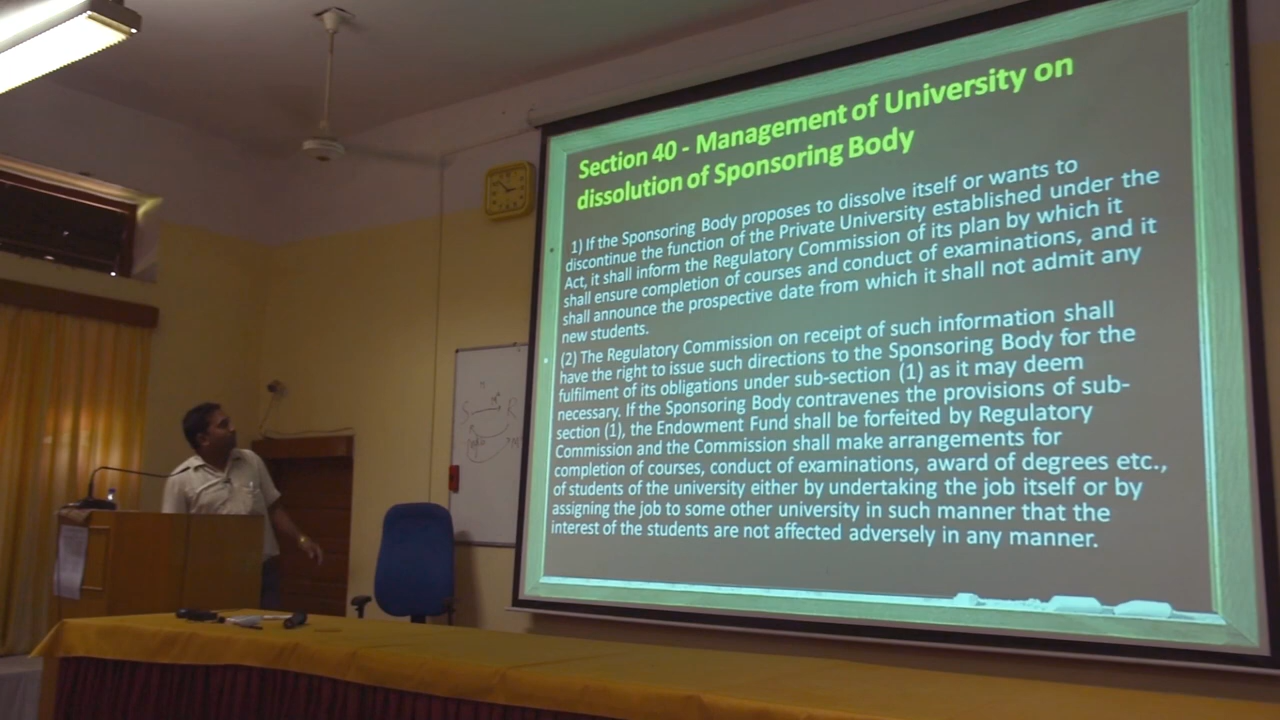 Section 40 - Management of University on
dissolution of Sponsoring Body
1) If the Sponsoring Body proposes to dissolve itself or wants to
discontinue the function of the Private University established under the
Act, it shall inform the Regulatory Commission of its plan by which it
shall ensure completion of courses and conduct of examinations, and it
shall announce the prospective date from which it shall not admit any
new students.
(2) The Regulatory Commission on receipt of such information shall
have the right to issue such directions to the Sponsoring Body for the
fulfilment of its obligations under sub-section (1) as it may deem
necessary. If the Sponsoring Body contravenes the provisions of sub-
section (1), the Endowment Fund shall be forfeited by Regulatory
Commission and the Commission shall make arrangements for
completion of courses, conduct of examinations, award of degrees etc.,
of students of the university either by undertaking the job itself or by
assigning the job to some other university in such manner that the
interest of the students are not affected adversely in any manner.
S R